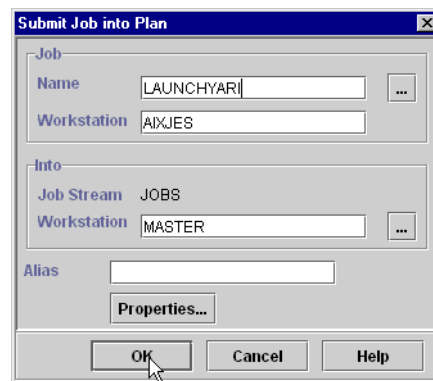 Submit Job into Plan
Job
Name LAUNCHYARI ...
Workstation AIXJES
Into
Job Stream JOBS
Workstation MASTER ...
Alias
Properties...
OK Cancel Help